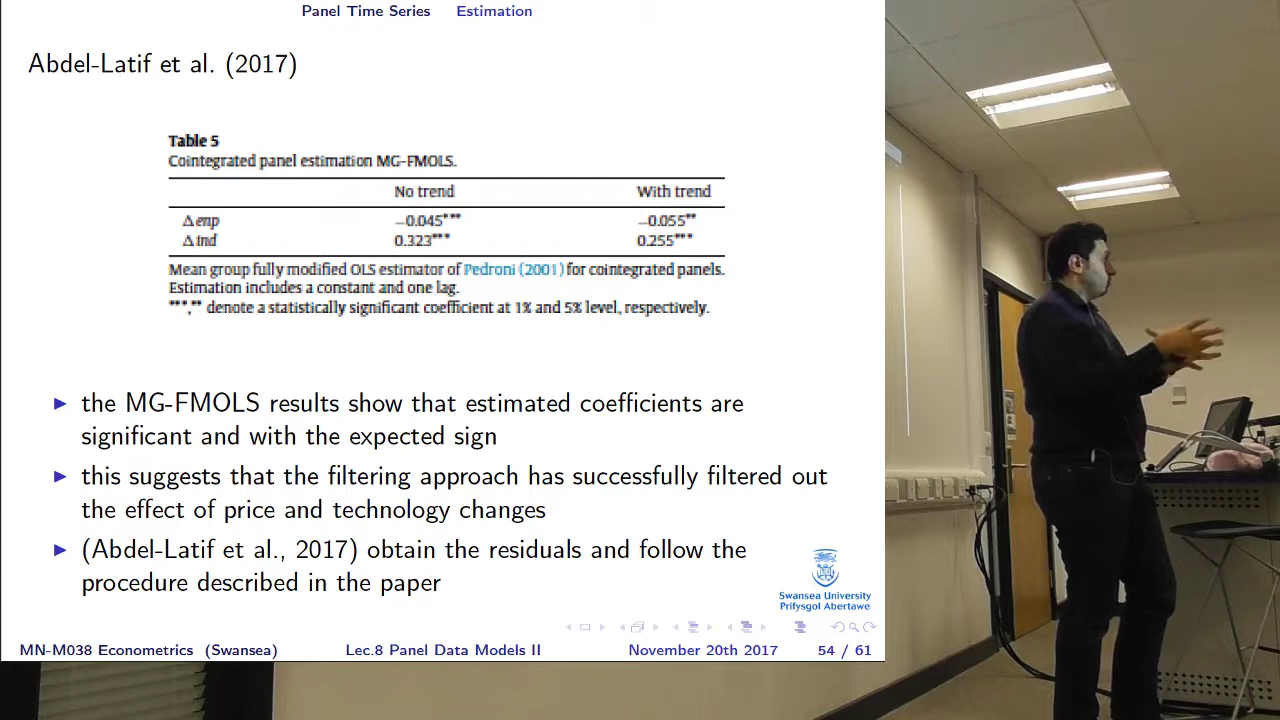 Panel Time Series Estimation
Abdel-Latif et al. (2017)
Table 5
Cointegrated panel estimation MG-FMOLS.
No trend With trend
Δenp −0.045*** −0.055**
Δind 0.323*** 0.255***
Mean group fully modified OLS estimator of Pedroni (2001) for cointegrated panels.
Estimation includes a constant and one lag.
***,** denote a statistically significant coefficient at 1% and 5% level, respectively.
▶ the MG-FMOLS results show that estimated coefficients are
significant and with the expected sign
▶ this suggests that the filtering approach has successfully filtered out
the effect of price and technology changes
▶ (Abdel-Latif et al., 2017) obtain the residuals and follow the
procedure described in the paper
Swansea University
Prifysgol Abertawe
MN-M038 Econometrics (Swansea) Lec.8 Panel Data Models II November 20th 2017 54 / 61